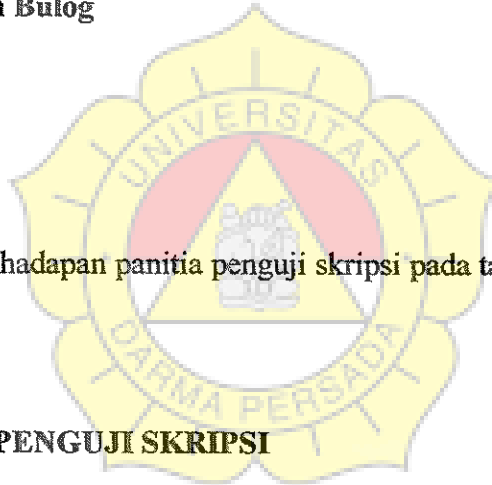 Bulog
UNIVERSITAS
hadapan panitia penguji skripsi pada ta
DARMA PERSADA
PENGUJI SKRIPSI